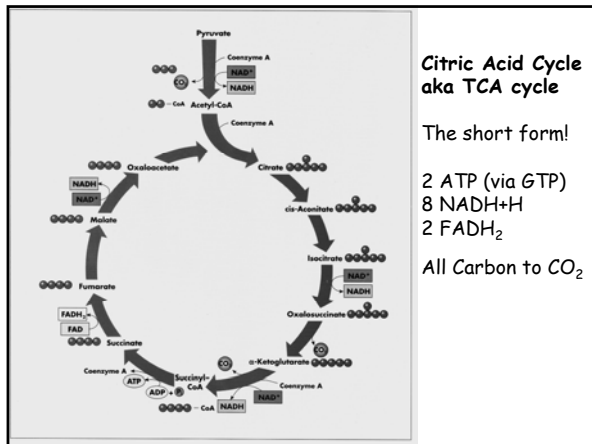 Pyruvate
Coenzyme A
CO₂
NAD⁺
NADH
CoA
Acetyl-CoA
Coenzyme A
Oxaloacetate
Citrate
NADH
NAD⁺
cis-Aconitate
Malate
Isocitrate
NAD⁺
NADH
Fumarate
Oxalosuccinate
FADH₂
FAD
CO₂
Succinate
α-Ketoglutarate
CO₂
Coenzyme A
Succinyl-
CoA
Coenzyme A
ATP
ADP + Pi
CoA
NADH
NAD⁺
Citric Acid Cycle
aka TCA cycle
The short form!
2 ATP (via GTP)
8 NADH+H
2 FADH₂
All Carbon to CO₂